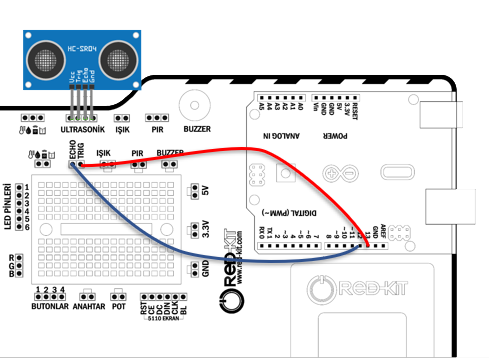 HC-SR04
Vcc
Trig
Echo
Gnd
ULTRASONİK
IŞIK
PIR
BUZZER
ECHO
TRIG
IŞIK
PIR
BUZZER
A5
A4
A3
A2
A1
A0
ANALOG IN
Vin
GND
GND
5V
3.3V
RESET
POWER
DIGITAL (PWM~)
RX 0
TX 1
2
~3
4
~5
~6
7
8
~9
~10
~11
12
13
GND
AREF
LED PİNLERİ
1
2
3
4
5
6
R
G
B
5V
3.3V
GND
RED-KIT
www.red-kit.com
RED-KIT
1 2 3 4
BUTONLAR
ANAHTAR
POT
RST
CE
DC
DIN
CLK
BL
5110 EKRAN